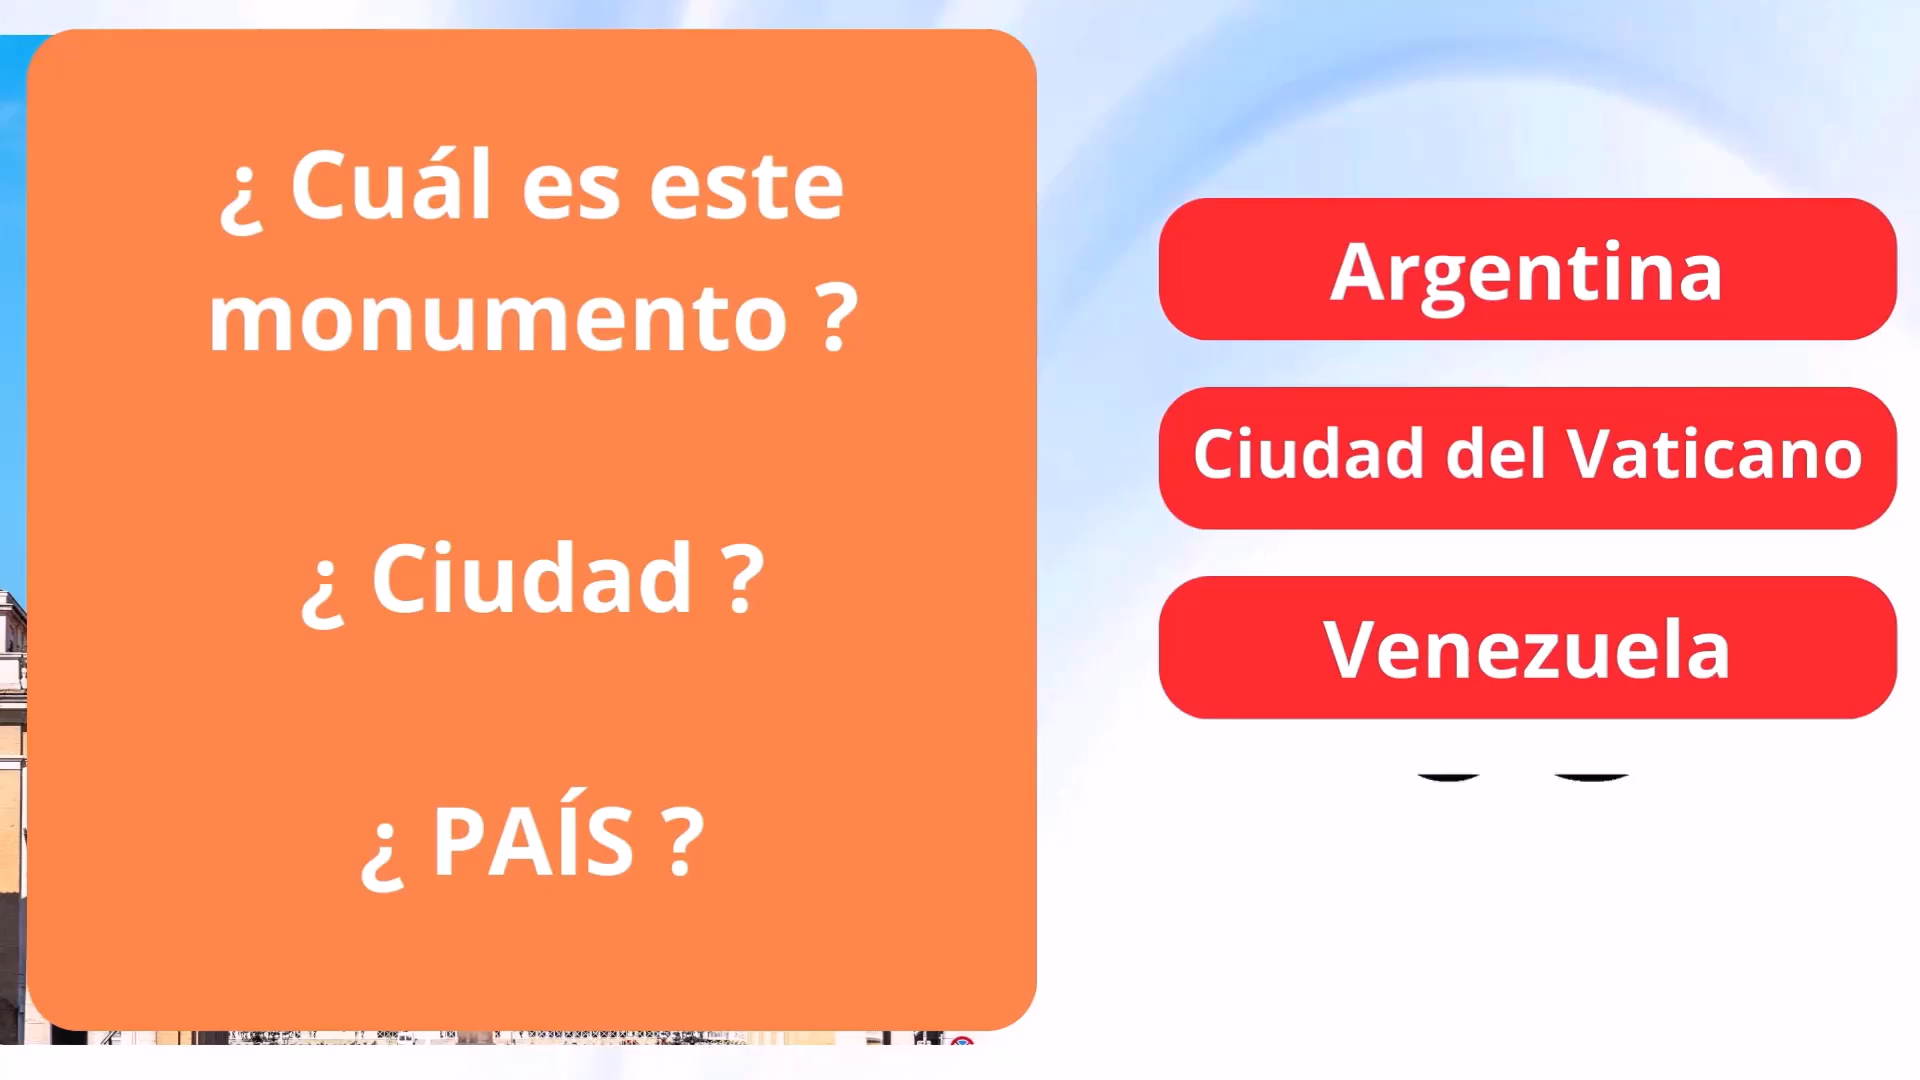 ¿ Cuál es este
monumento ?
¿ Ciudad ?
¿ PAÍS ?
Argentina
Ciudad del Vaticano
Venezuela